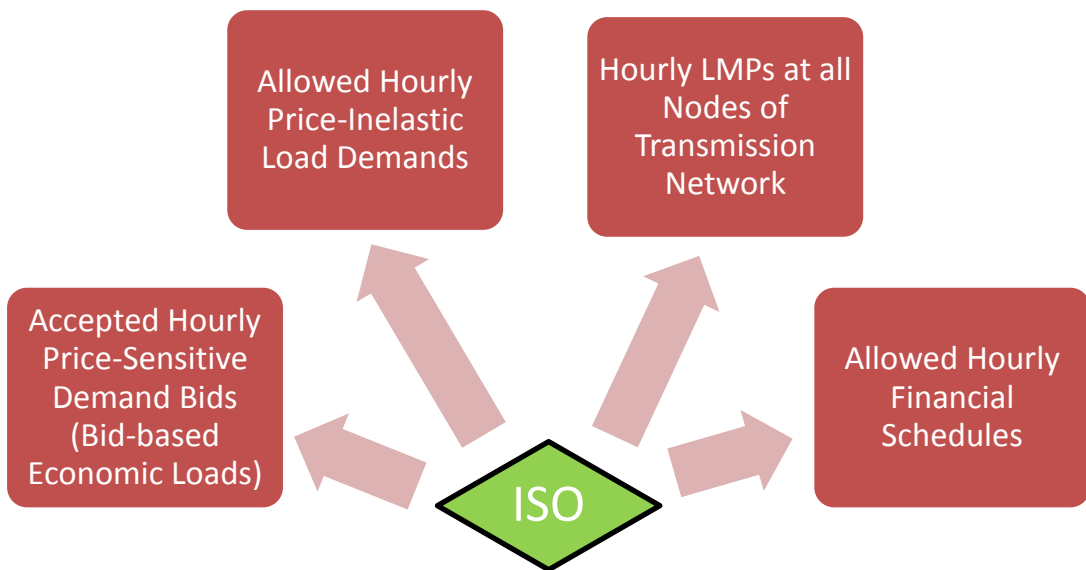 Allowed Hourly
Price-Inelastic
Load Demands
Hourly LMPs at all
Nodes of
Transmission
Network
Accepted Hourly
Price-Sensitive
Demand Bids
(Bid-based
Economic Loads)
Allowed Hourly
Financial
Schedules
ISO